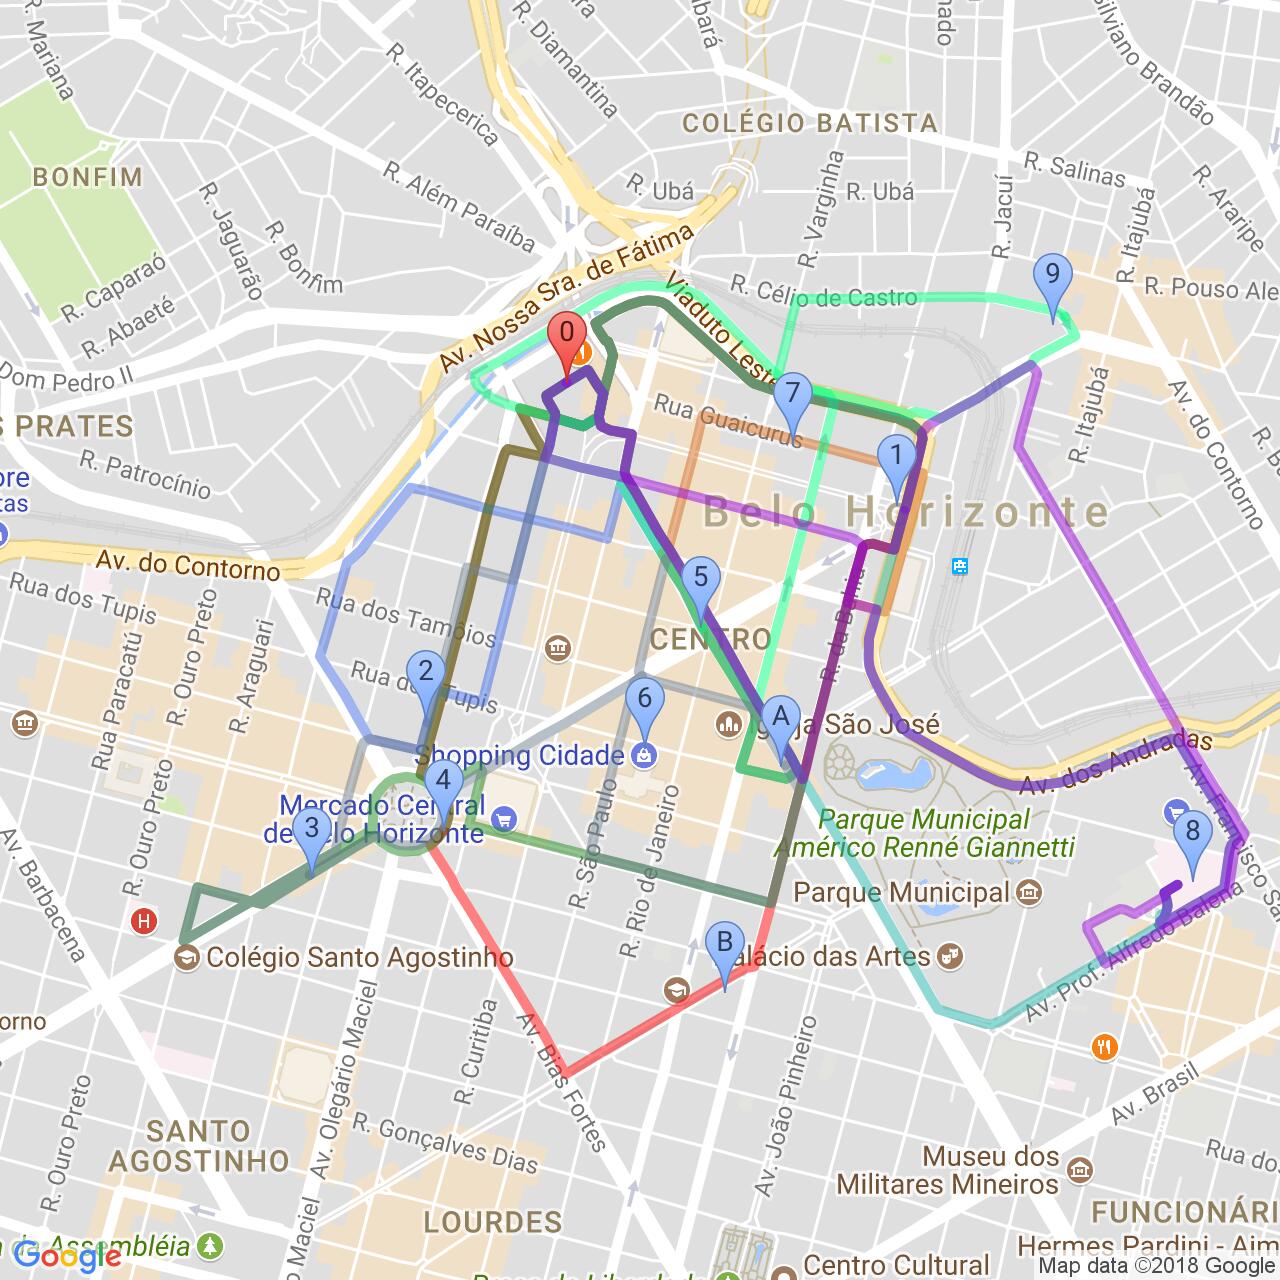 R. Mariana
R. Itapecerica
R. Diamantina
Silviano Brandão
COLÉGIO BATISTA
BONFIM
R. Além Paraíba
R. Ubá
R. Varginha
R. Ubá
R. Salinas
R. Jacuí
R. Itajubá
R. Araripe
R. Jaguarão
R. Bonfim
R. Caparaó
R. Abaeté
Av. Nossa Sra. de Fátima
Viaduto Leste
R. Célio de Castro
R. Pouso Ale
9
0
Dom Pedro II
S PRATES
R. Patrocínio
Rua Guaicurus
7
1
R. Itajubá
Av. do Contorno
Belo Horizonte
Av. do Contorno
Rua dos Tupis
R. Ouro Preto
Rua Paracatú
R. Araguari
Rua dos Tamôios
Rua dos Tupis
5
CENTRO
R. da Bahia
2
6
A
Igreja São José
Shopping Cidade
Av. dos Andradas
Mercado Central
de Belo Horizonte
4
3
R. São Paulo
R. Rio de Janeiro
Parque Municipal
Américo Renné Giannetti
Av. Francisco Sa
8
R. Ouro Preto
Av. Barbacena
H
Parque Municipal
Av. Prof. Alfredo Balena
Colégio Santo Agostinho
B
Palácio das Artes
orno
Av. Olegário Maciel
R. Curitiba
Av. Bias Fortes
R. Gonçalves Dias
Av. João Pinheiro
Av. Brasil
R. Ouro Preto
SANTO
AGOSTINHO
Museu dos
Militares Mineiros
Rua dos
LOURDES
FUNCIONÁRI
a da Assembléia
Maciel
Hermes Pardini - Aim
Centro Cultural
Google
Map data ©2018 Google